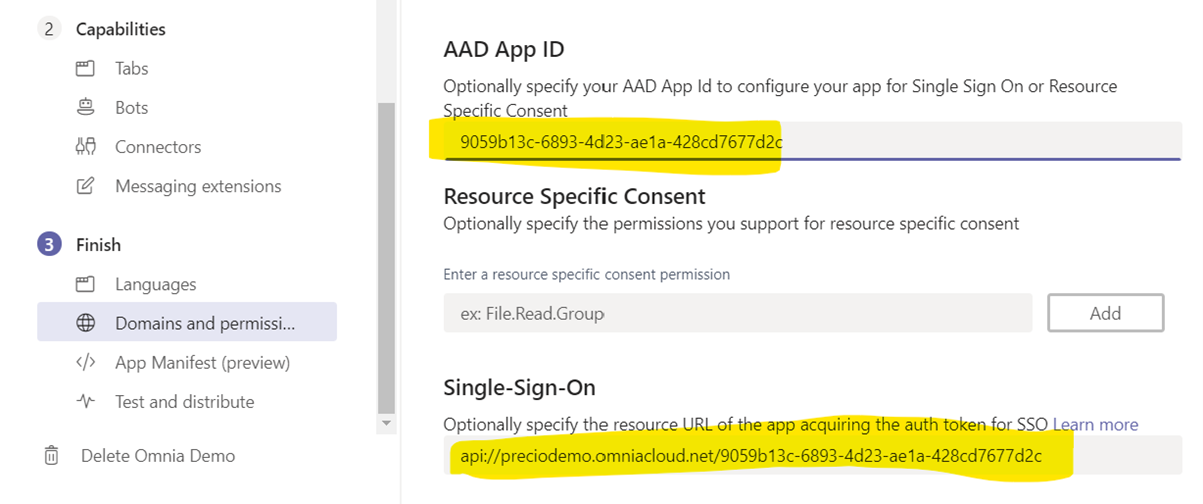 2 Capabilities
Tabs
Bots
Connectors
Messaging extensions
3 Finish
Languages
Domains and permissi...
</> App Manifest (preview)
Test and distribute
Delete Omnia Demo
AAD App ID
Optionally specify your AAD App Id to configure your app for Single Sign On or Resource
Specific Consent
9059b13c-6893-4d23-ae1a-428cd7677d2c
Resource Specific Consent
Optionally specify the permissions you support for resource specific consent
Enter a resource specific consent permission
ex: File.Read.Group
Add
Single-Sign-On
Optionally specify the resource URL of the app acquiring the auth token for SSO Learn more
api://preciodemo.omniacloud.net/9059b13c-6893-4d23-ae1a-428cd7677d2c